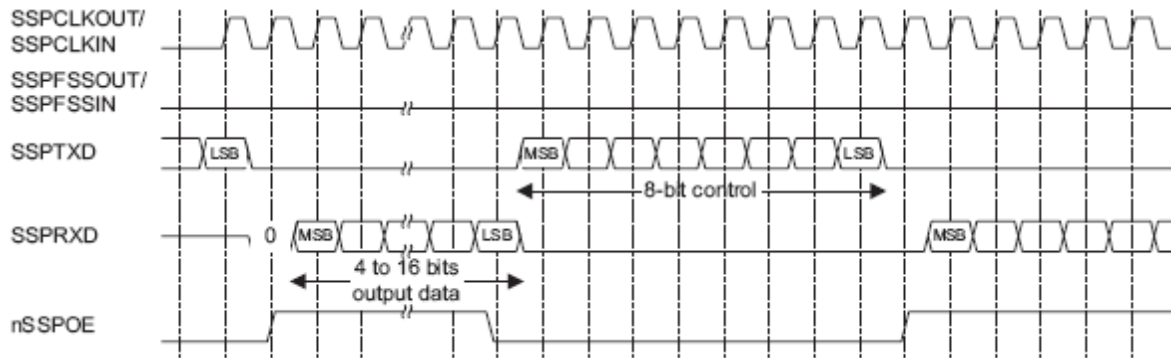 SSPCLKOUT/
SSPCLKIN
SSPFSSOUT/
SSPFSSIN
SSPTXD LSB MSB LSB
8-bit control
SSPRXD 0 MSB LSB MSB
4 to 16 bits
output data
nSSPOE